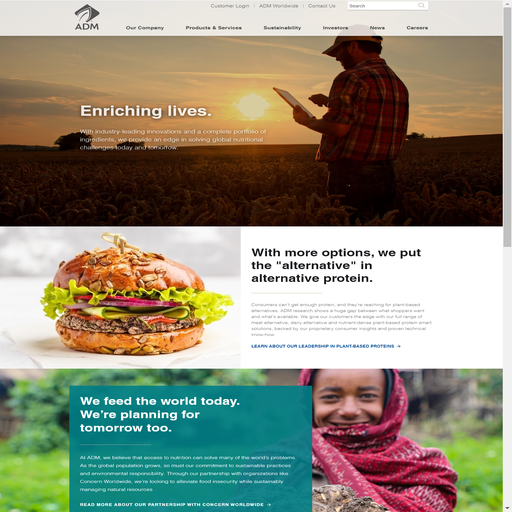 Customer Login | ADM Worldwide | Contact Us
Search
ADM
Our Company
Products & Services
Sustainability
Investors
News
Careers
Enriching lives.
With industry-leading innovations and a complete portfolio of
ingredients, we provide an edge in solving global nutritional
challenges today and tomorrow.
With more options, we put
the "alternative" in
alternative protein.
Consumers can't get enough protein, and they're reaching for plant-based
alternatives. ADM research shows a huge gap between what shoppers want
and what's available. We give our customers the edge with our full range of
meat alternative, dairy alternative and nutrient-dense plant-based protein smart
solutions, backed by our proprietary consumer insights and proven technical
know-how.
LEARN ABOUT OUR LEADERSHIP IN PLANT-BASED PROTEINS →
We feed the world today.
We're planning for
tomorrow too.
At ADM, we believe that access to nutrition can solve many of the world's problems.
As the global population grows, so must our commitment to sustainable practices
and environmental responsibility. Through our partnership with organizations like
Concern Worldwide, we're looking to alleviate food insecurity while sustainably
managing natural resources
READ MORE ABOUT OUR PARTNERSHIP WITH CONCERN WORLDWIDE →